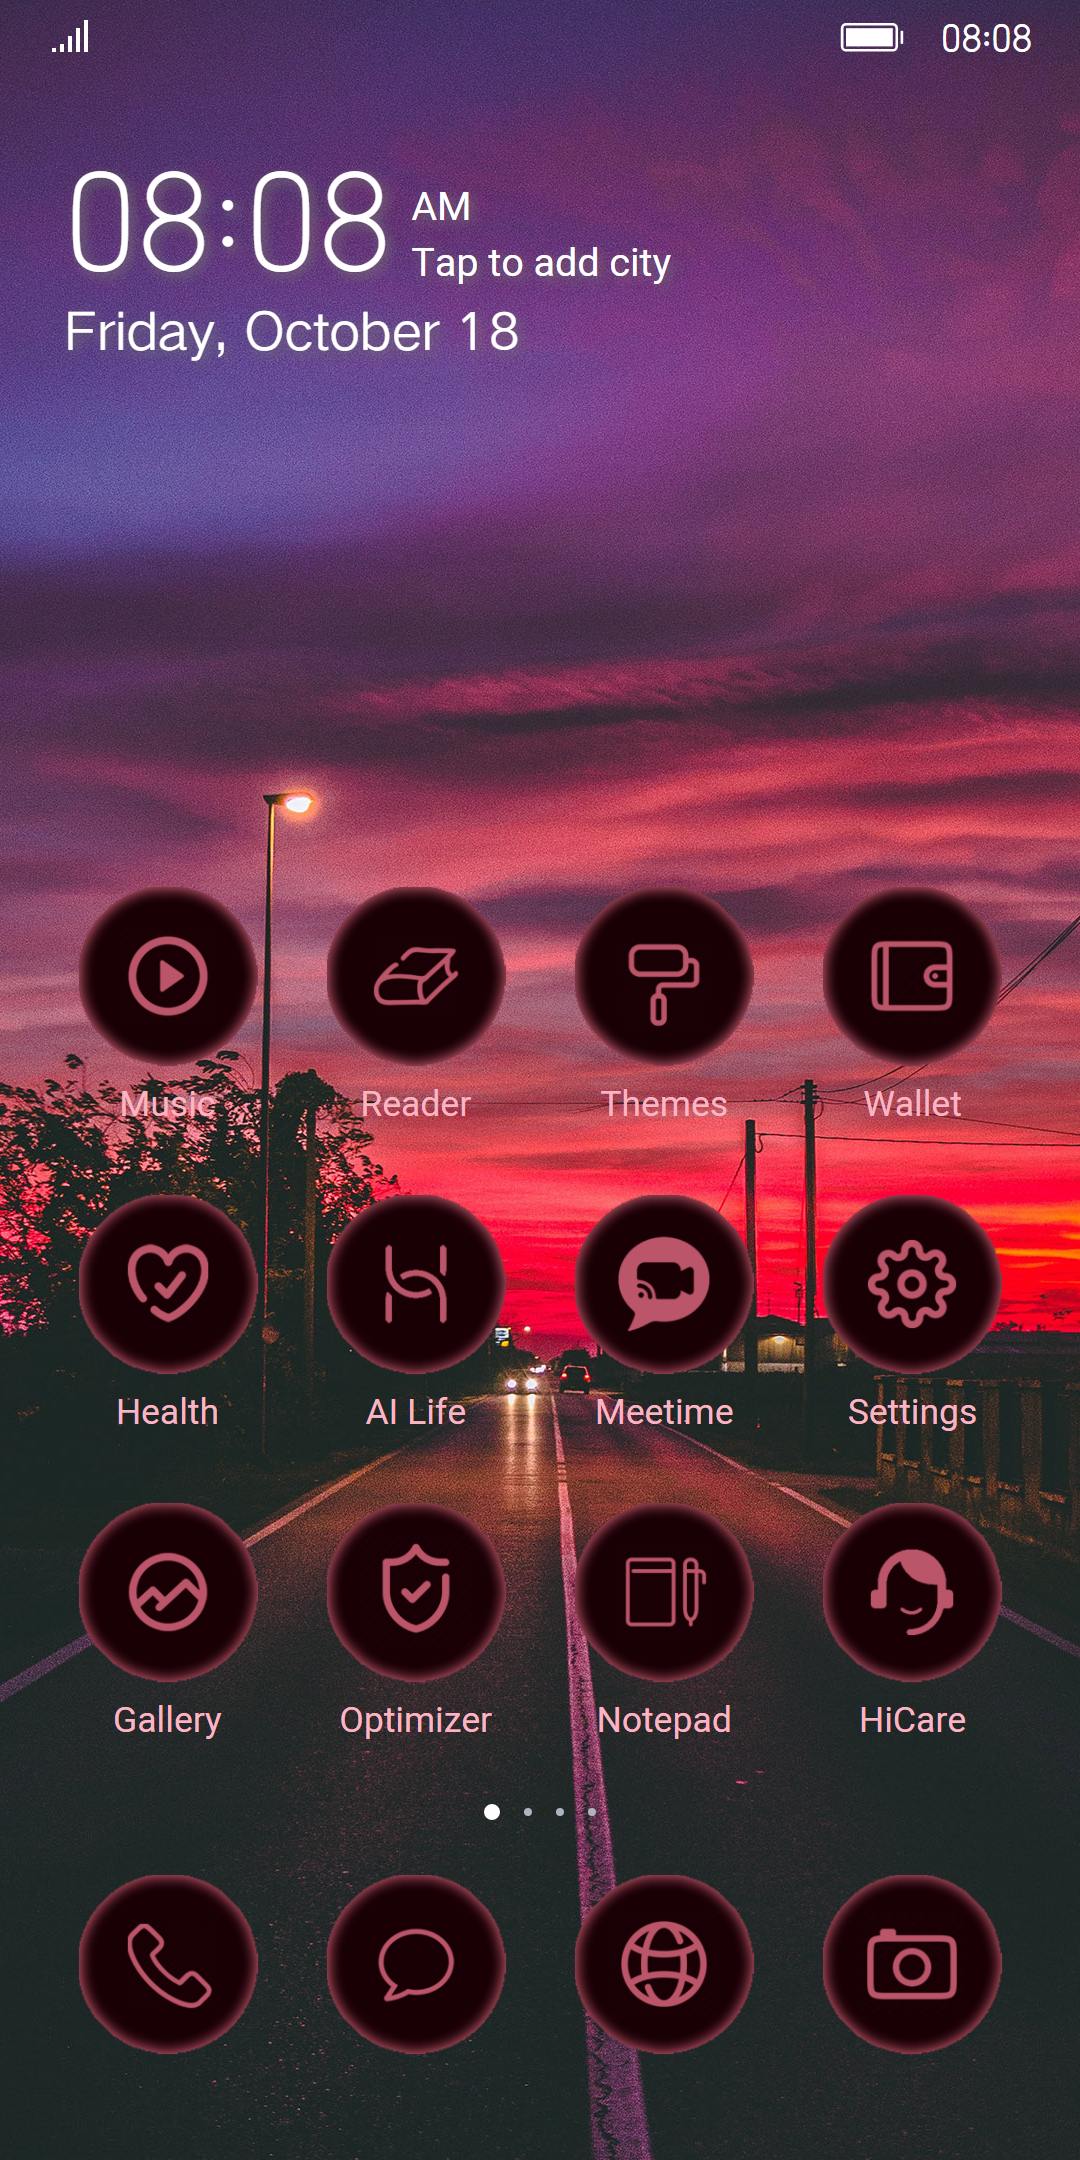 08:08
08:08 AM
Tap to add city
Friday, October 18
Music Reader Themes Wallet
Health AI Life Meetime Settings
Gallery Optimizer Notepad HiCare